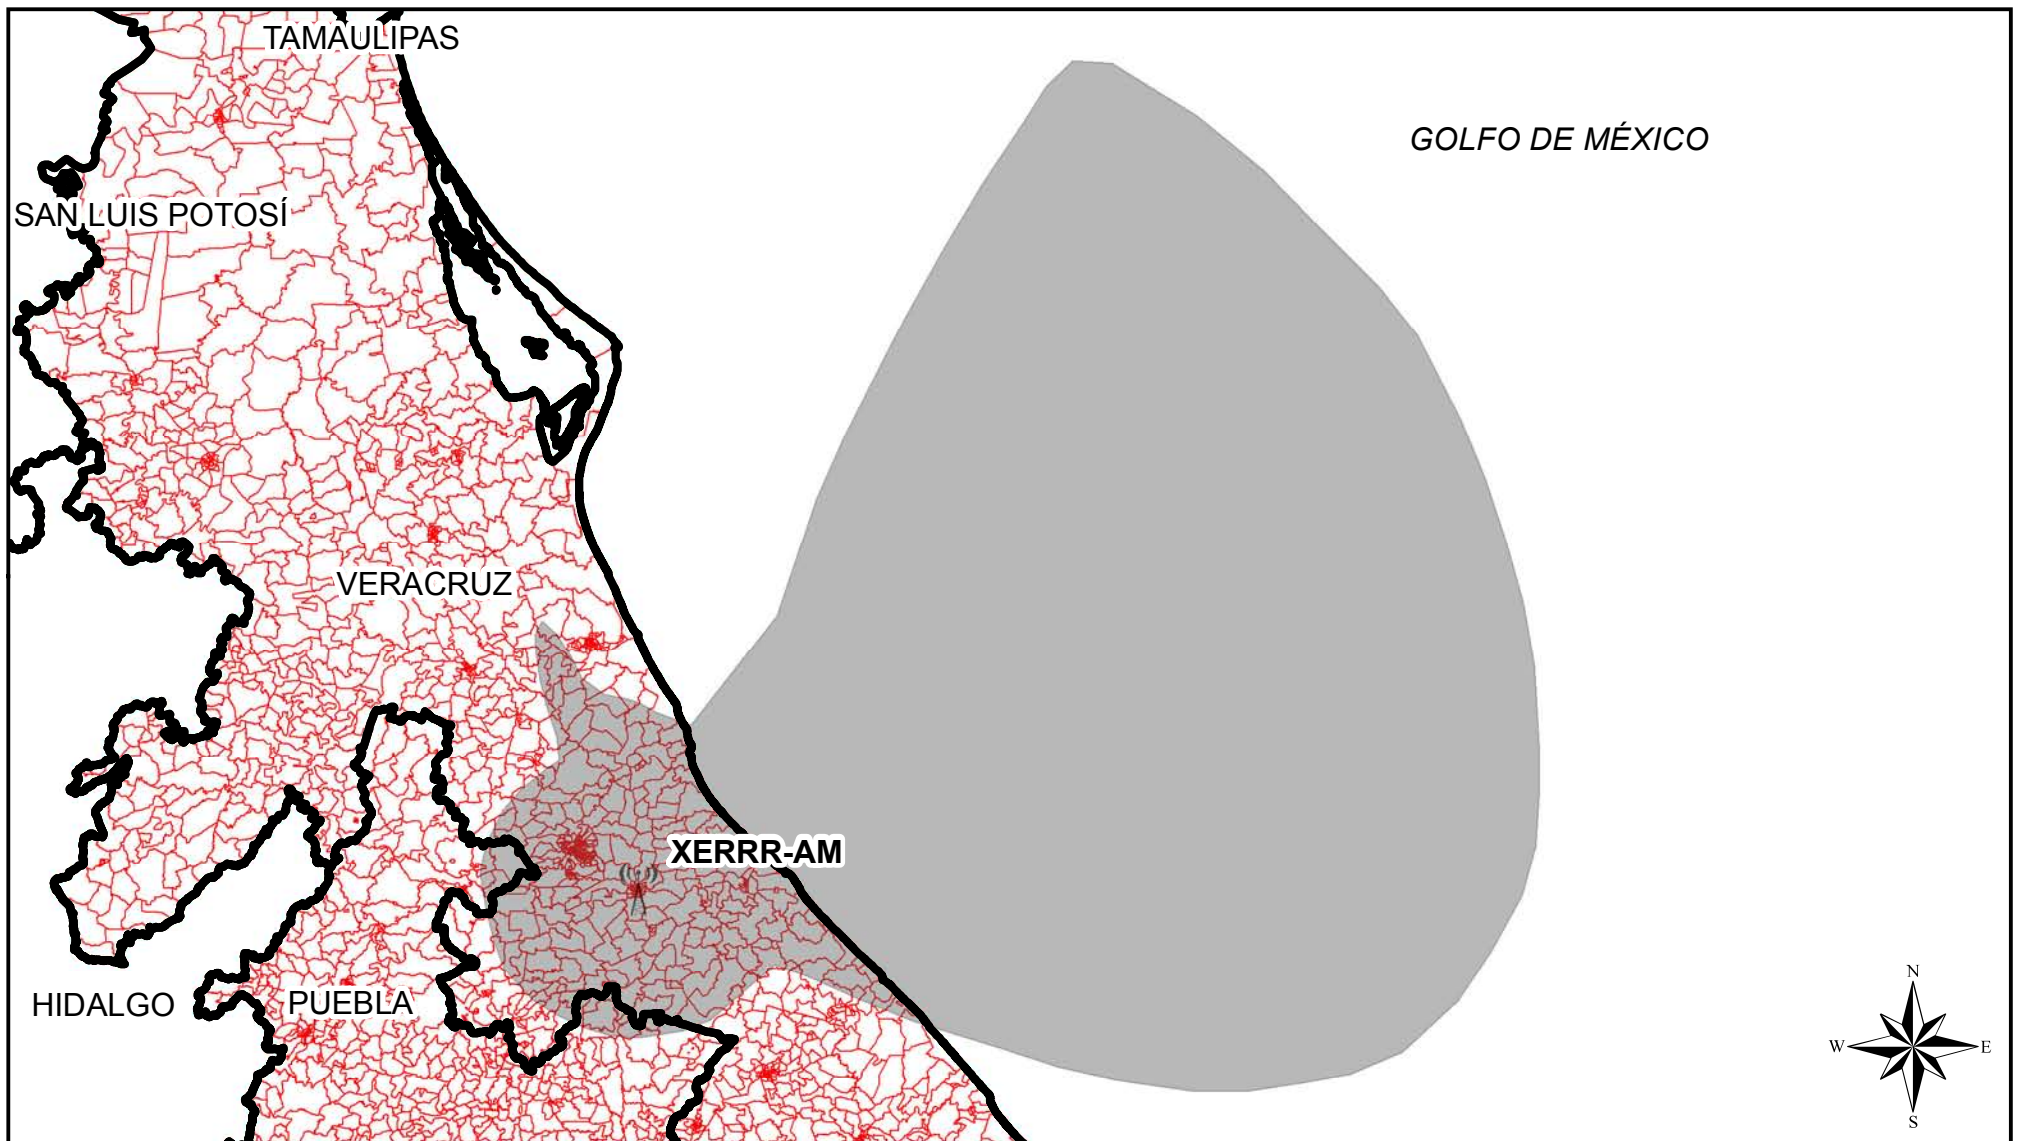 TAMAULIPAS
GOLFO DE MÉXICO
SAN LUIS POTOSÍ
VERACRUZ
XERRR-AM
HIDALGO
PUEBLA
N
W
E
S